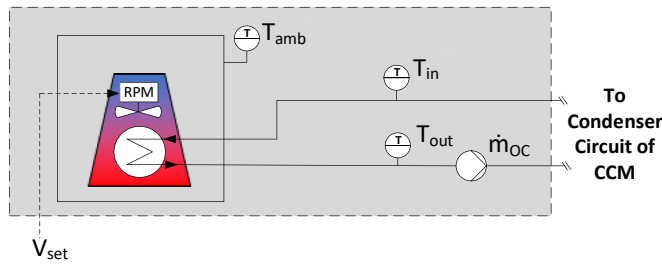 T
T_amb
RPM
T
T_in
To
Condenser
Circuit of
CCM
T
T_out
ṁ_OC
V_set